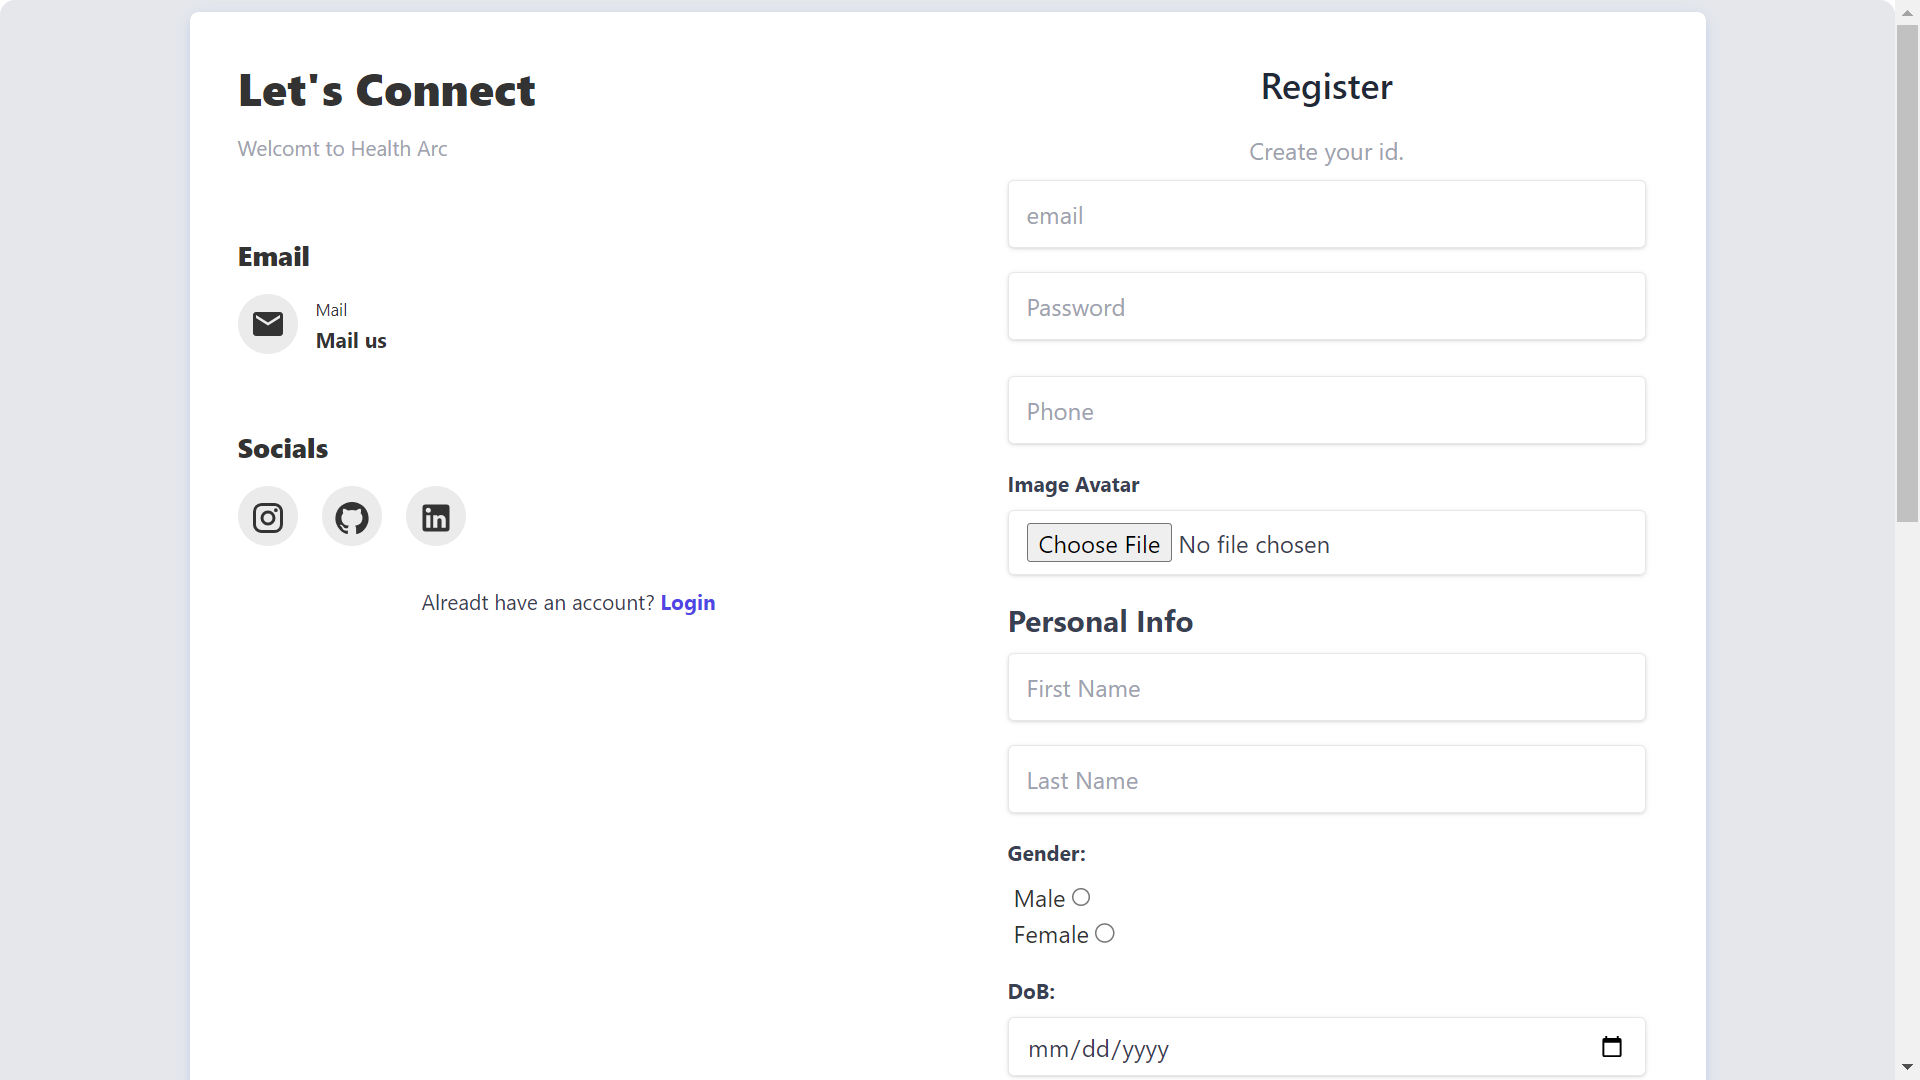 Let's Connect
Welcomt to Health Arc
Email
Mail
Mail us
Socials
Alreadt have an account? Login
Register
Create your id.
email
Password
Phone
Image Avatar
Choose File No file chosen
Personal Info
First Name
Last Name
Gender:
Male
Female
DoB:
mm/dd/yyyy